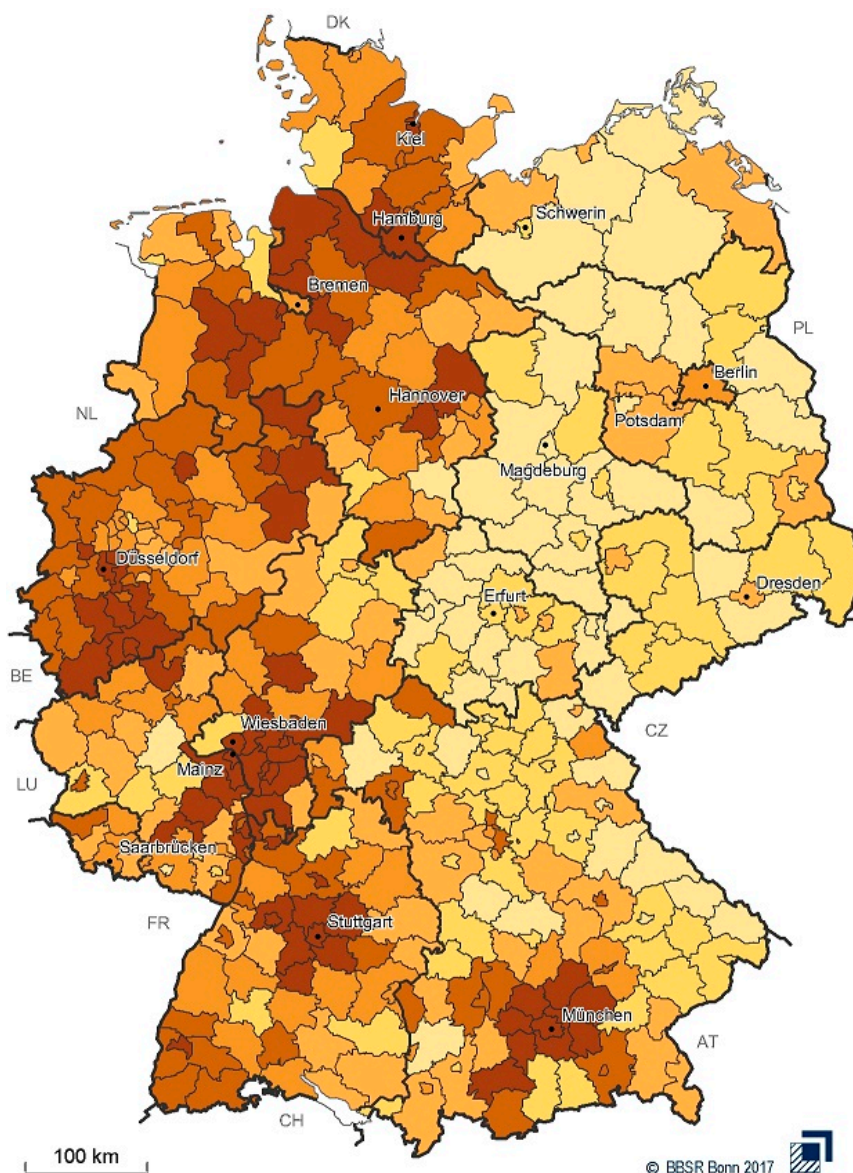 DK
Kiel
Schwerin
Hamburg
Bremen
PL
Berlin
NL
Hannover
Potsdam
Magdeburg
Düsseldorf
Dresden
Erfurt
BE
Wiesbaden
CZ
Mainz
LU
Saarbrücken
FR
Stuttgart
München
AT
CH
100 km
© BBSR Bonn 2017